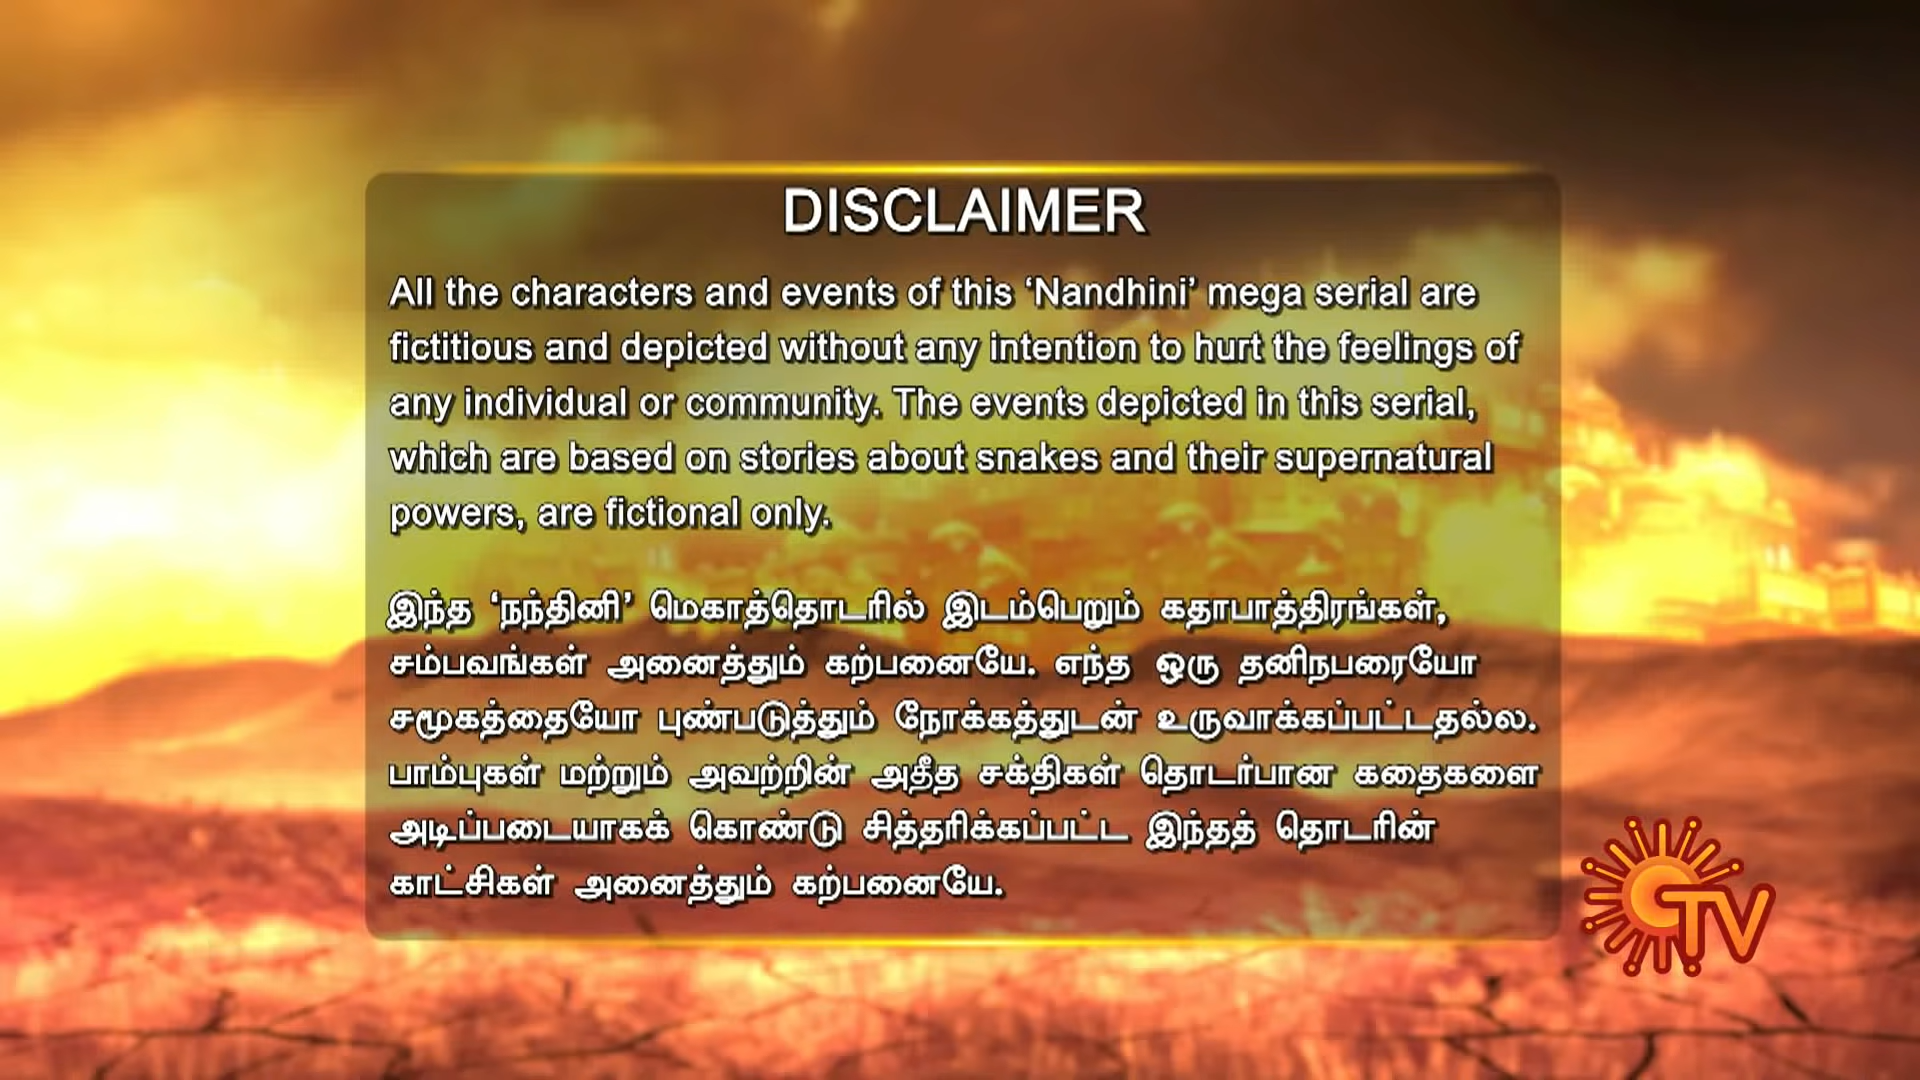 DISCLAIMER
All the characters and events of this ‘Nandhini’ mega serial are
fictitious and depicted without any intention to hurt the feelings of
any individual or community. The events depicted in this serial,
which are based on stories about snakes and their supernatural
powers, are fictional only.
இந்த ‘நந்தினி’ மெகாத்தொடரில் இடம்பெறும் கதாபாத்திரங்கள்,
சம்பவங்கள் அனைத்தும் கற்பனையே. எந்த ஒரு தனிநபரையோ
சமூகத்தையோ புண்படுத்தும் நோக்கத்துடன் உருவாக்கப்பட்டதல்ல.
பாம்புகள் மற்றும் அவற்றின் அதீத சக்திகள் தொடர்பான கதைகளை
அடிப்படையாகக் கொண்டு சித்தரிக்கப்பட்ட இந்தத் தொடரின்
காட்சிகள் அனைத்தும் கற்பனையே.
TV